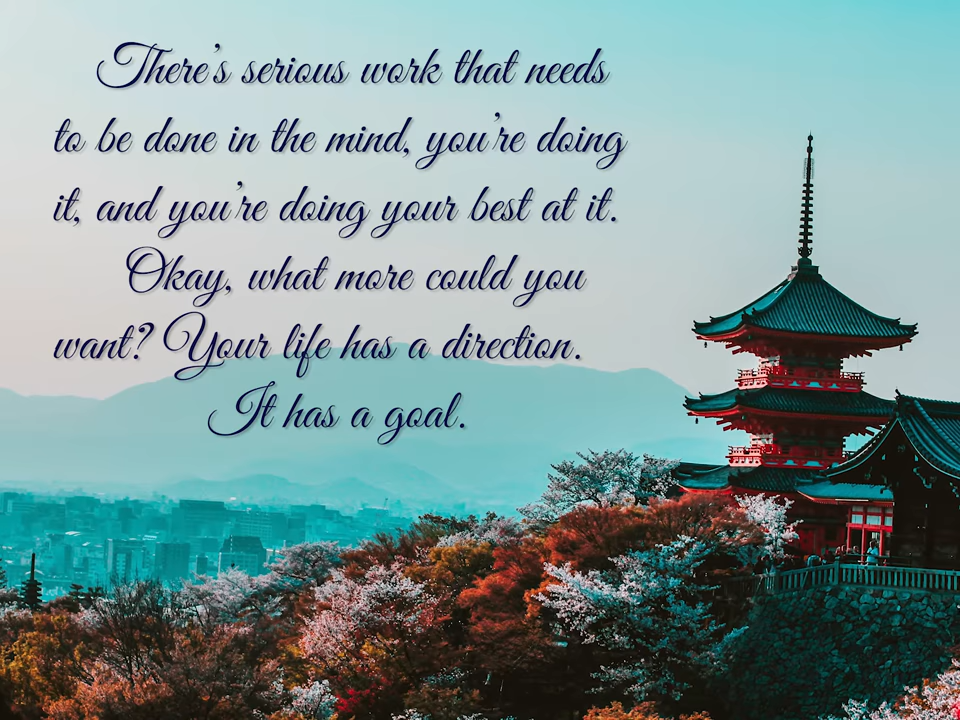 There's serious work that needs
to be done in the mind, you're doing
it, and you're doing your best at it.
Okay, what more could you
want? Your life has a direction.
It has a goal.